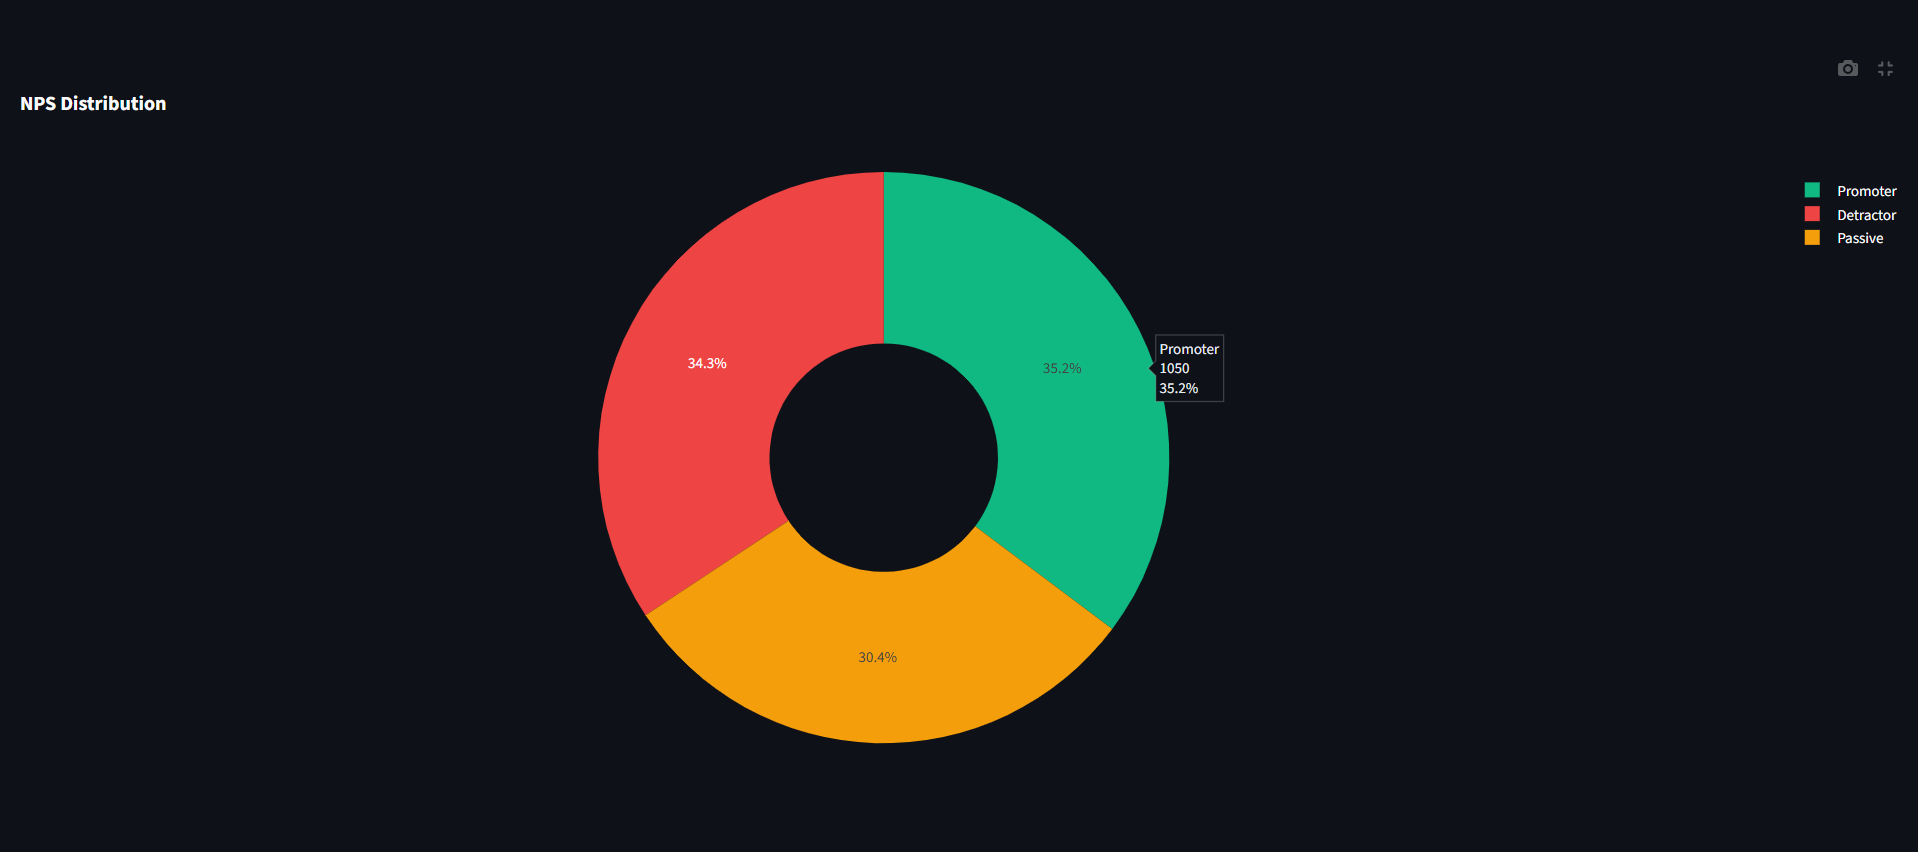 NPS Distribution
Promoter
Detractor
Passive
34.3%
35.2%
Promoter
1050
35.2%
30.4%